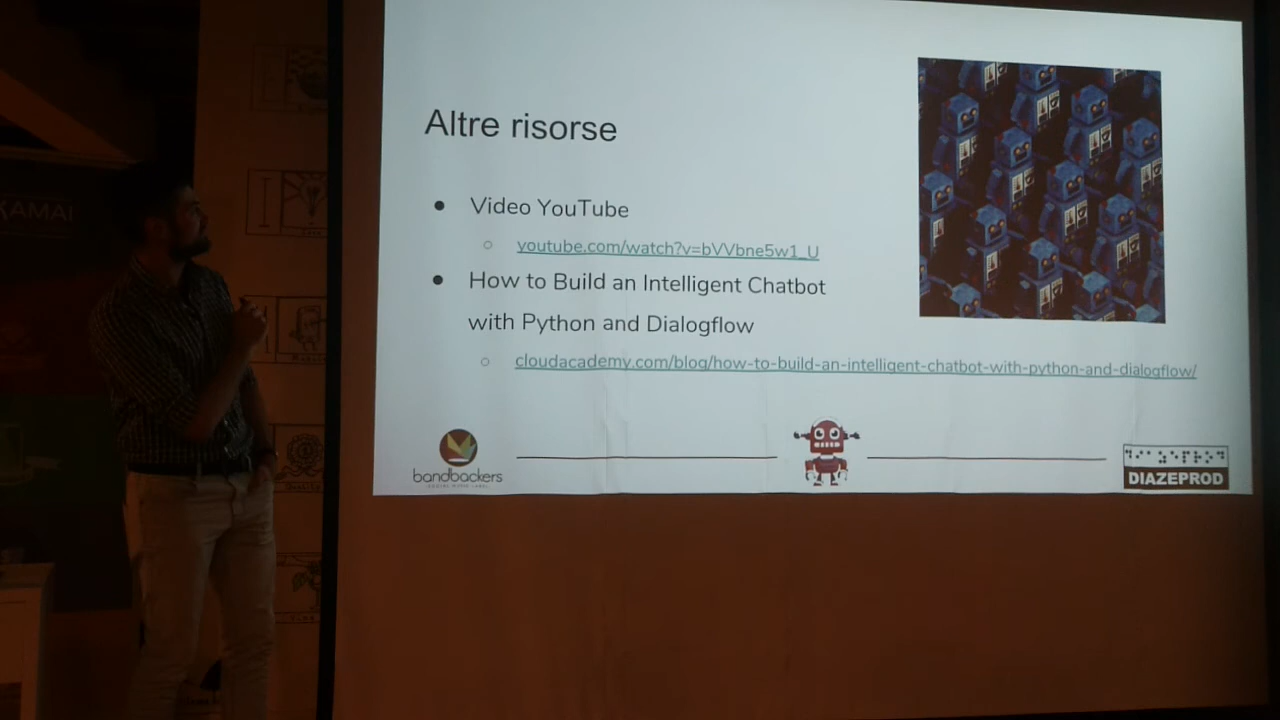 Altre risorse
● Video YouTube
○ youtube.com/watch?v=bVVbne5w1_U
● How to Build an Intelligent Chatbot
with Python and Dialogflow
○ cloudacademy.com/blog/how-to-build-an-intelligent-chatbot-with-python-and-dialogflow/
bandbackers
DIAZEPROD
KAMAI